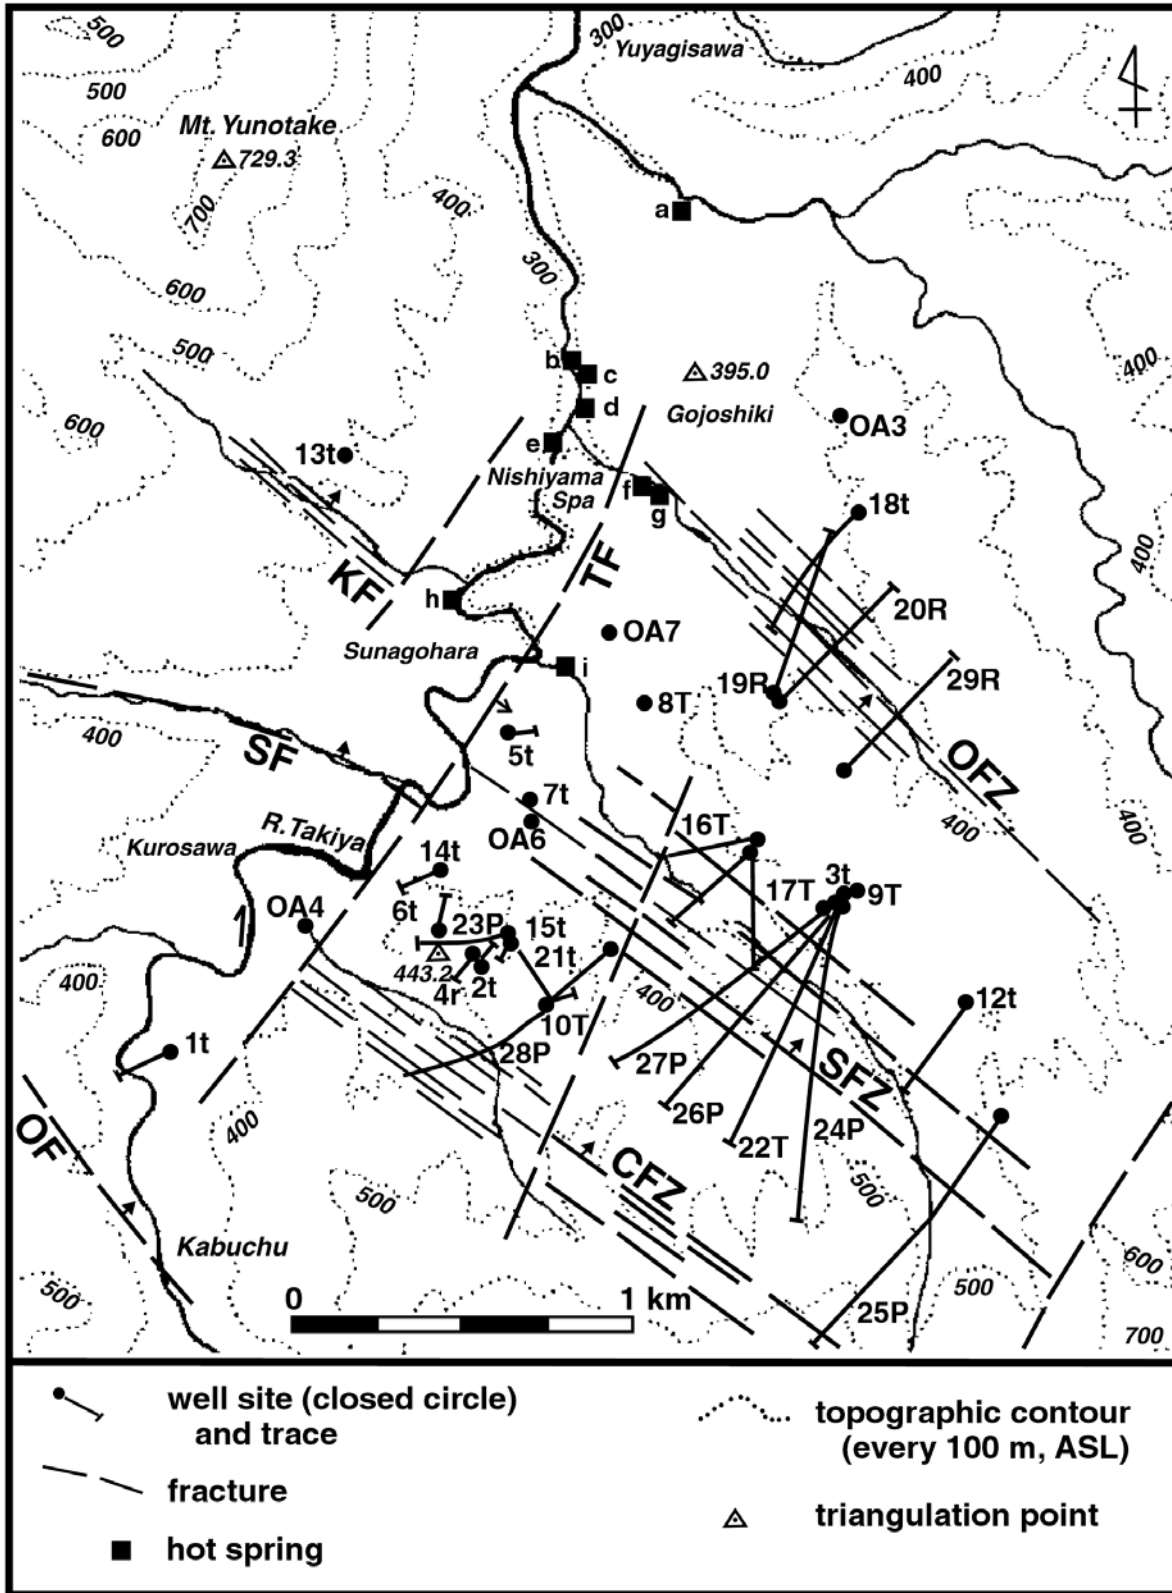 500
300
Yuyagisawa
500
400
Mt. Yunotake
600
729.3
700
400
a
300
600
500
b
c
395.0
400
d
Gojoshiki
OA3
600
13t
e
Nishiyama
Spa
f
g
18t
400
TF
KF
h
20R
OA7
Sunagohara
i
19R
8T
29R
400
SF
5t
OFZ
7t
16T
400
400
R. Takiya
OA6
Kurosawa
14t
3t
17T
9T
6t
OA4
23P
15t
443.2
21t
400
4r
2t
400
12t
10T
1t
28P
27P
SFZ
26P
400
24P
OF
22T
CFZ
500
500
Kabuchu
600
500
500
0
1 km
25P
700
well site (closed circle)
and trace
topographic contour
(every 100 m, ASL)
fracture
triangulation point
hot spring